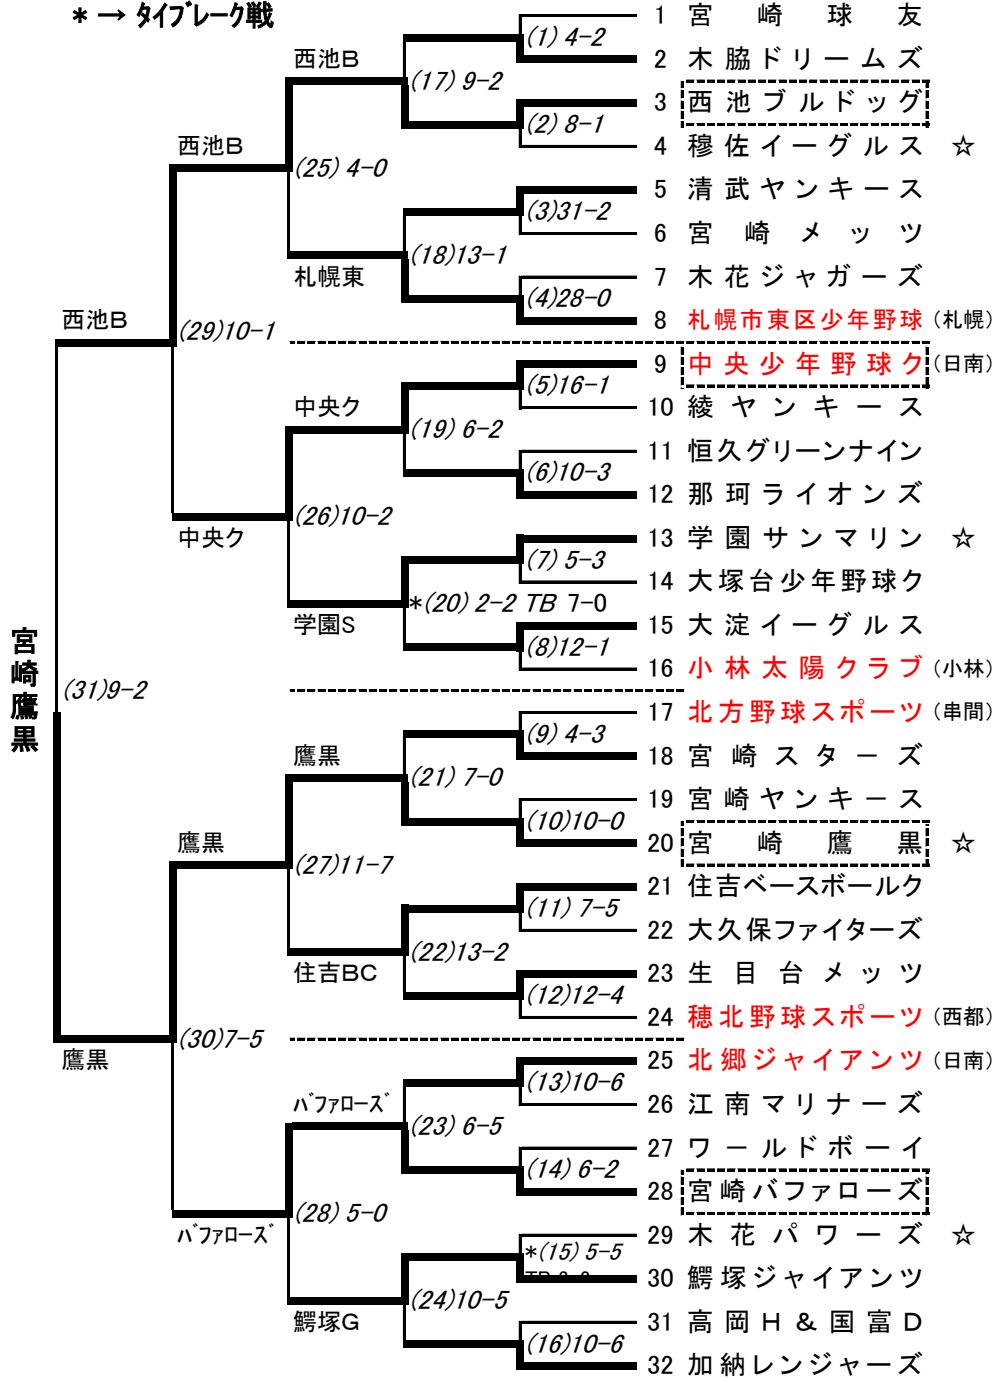 * → タイブレーク戦
1 宮崎球友
(1) 4-2
2 木脇ドリームズ
西池B
(17) 9-2
3 西池ブルドッグ
(2) 8-1
4 穆佐イーグルス ☆
西池B
(25) 4-0
5 清武ヤンキース
(3)31-2
6 宮崎メッツ
(18)13-1
札幌東
7 木花ジャガーズ
(4)28-0
8 札幌市東区少年野球 (札幌)
西池B
(29)10-1
9 中央少年野球ク (日南)
(5)16-1
10 綾ヤンキース
中央ク
(19) 6-2
11 恒久グリーンナイン
(6)10-3
12 那珂ライオンズ
(26)10-2
中央ク
13 学園サンマリン ☆
(7) 5-3
14 大塚台少年野球ク
*(20) 2-2 TB 7-0
学園S
15 大淀イーグルス
(8)12-1
16 小林太陽クラブ (小林)
宮崎鷹黒
(31)9-2
17 北方野球スポーツ (串間)
(9) 4-3
18 宮崎スターズ
鷹黒
(21) 7-0
19 宮崎ヤンキース
(10)10-0
20 宮崎鷹黒 ☆
鷹黒
(27)11-7
21 住吉ベースボールク
(11) 7-5
22 大久保ファイターズ
(22)13-2
住吉BC
23 生目台メッツ
(12)12-4
24 穂北野球スポーツ (西都)
(30)7-5
鷹黒
25 北郷ジャイアンツ (日南)
(13)10-6
26 江南マリナーズ
バファローズ
(23) 6-5
27 ワールドボーイ
(14) 6-2
28 宮崎バファローズ
(28) 5-0
バファローズ
29 木花パワーズ ☆
*(15) 5-5
30 鰐塚ジャイアンツ
(24)10-5
鰐塚G
31 高岡H&国富D
(16)10-6
32 加納レンジャーズ